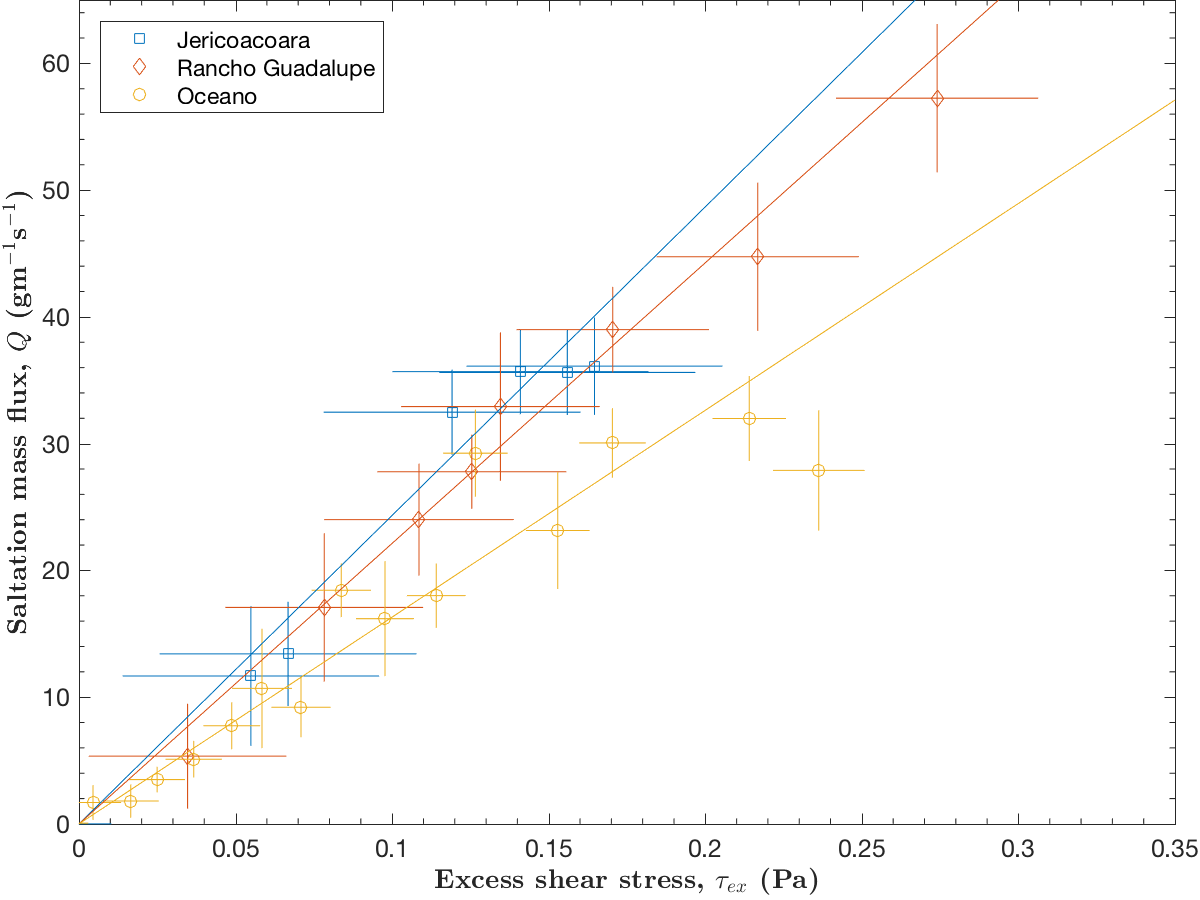 Jericoacoara
Rancho Guadalupe
Oceano
60
50
40
30
20
10
0
Saltation mass flux, Q (gm⁻¹s⁻¹)
0 0.05 0.1 0.15 0.2 0.25 0.3 0.35
Excess shear stress, τₑₓ (Pa)